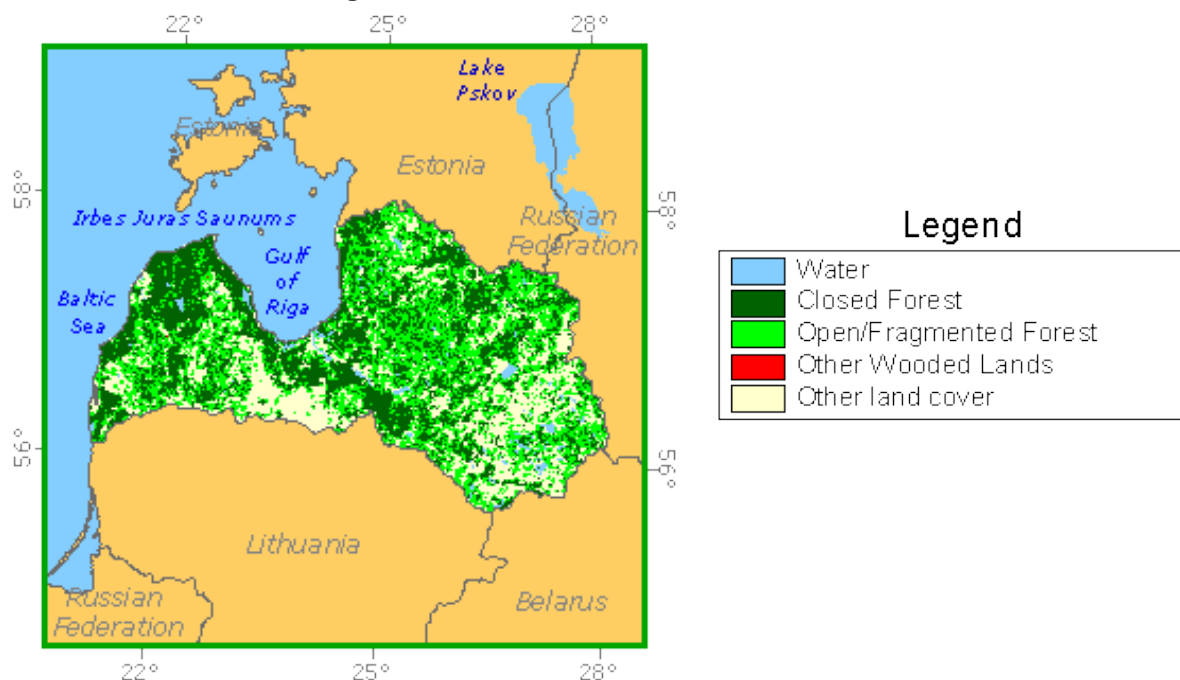 22°
25°
28°
Lake
Pskov
Estonia
Estonia
58°
58°
Irbes Juras Saunums
Russian
Federation
Gulf
of
Riga
Baltic
Sea
56°
56°
Lithuania
Russian
Federation
Belarus
22°
25°
28°
Legend
Water
Closed Forest
Open/Fragmented Forest
Other Wooded Lands
Other land cover